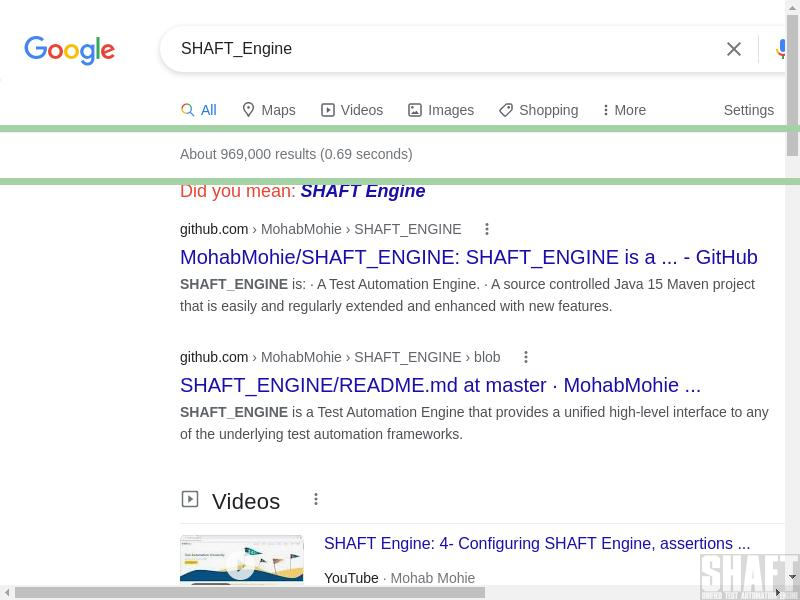 Google
SHAFT_Engine
All Maps Videos Images Shopping More Settings
About 969,000 results (0.69 seconds)
Did you mean: SHAFT Engine
github.com › MohabMohie › SHAFT_ENGINE
MohabMohie/SHAFT_ENGINE: SHAFT_ENGINE is a ... - GitHub
SHAFT_ENGINE is: · A Test Automation Engine. · A source controlled Java 15 Maven project
that is easily and regularly extended and enhanced with new features.
github.com › MohabMohie › SHAFT_ENGINE › blob
SHAFT_ENGINE/README.md at master · MohabMohie ...
SHAFT_ENGINE is a Test Automation Engine that provides a unified high-level interface to any
of the underlying test automation frameworks.
Videos
SHAFT Engine: 4- Configuring SHAFT Engine, assertions ...
YouTube · Mohab Mohie
SHAFT